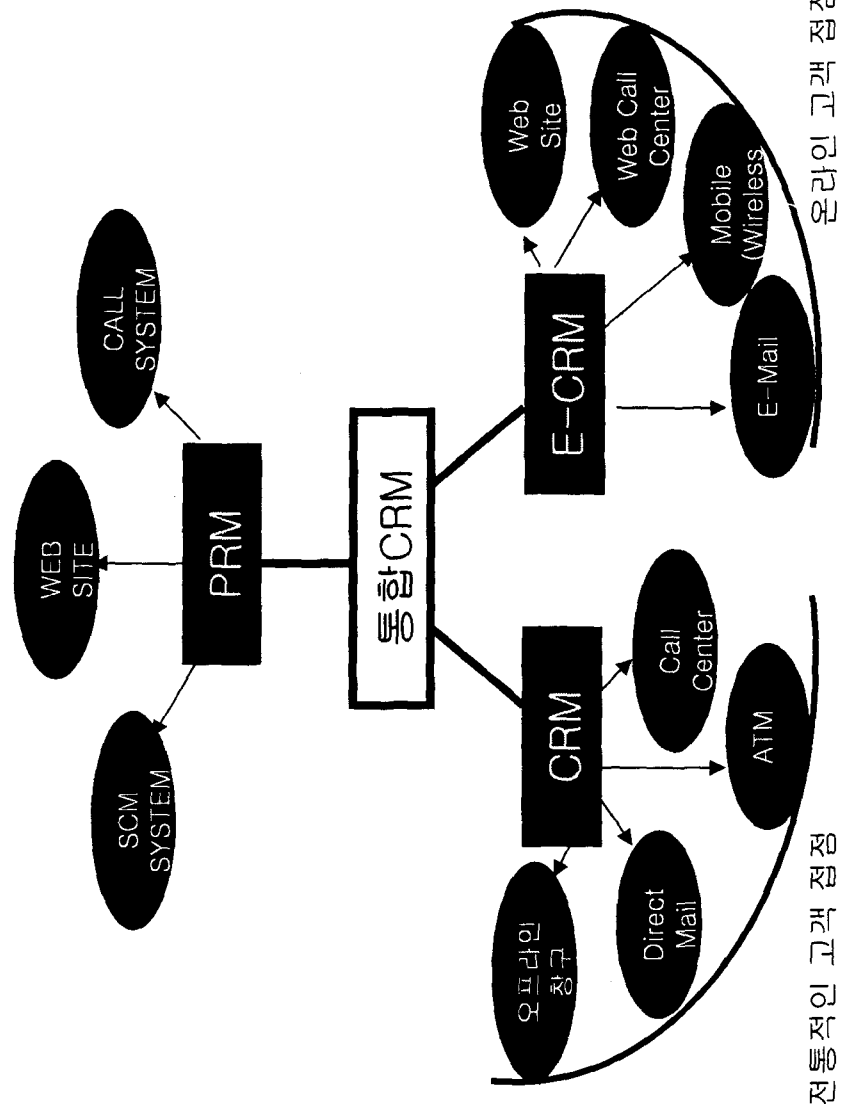 WEB
SITE
SCM
SYSTEM
CALL
SYSTEM
PRM
통합CRM
CRM
E-CRM
오프라인
창구
Direct
Mail
ATM
Call
Center
Web
Site
Web Call
Center
Mobile
(Wireless
E-Mail
전통적인 고객 접점
온라인 고객 접점